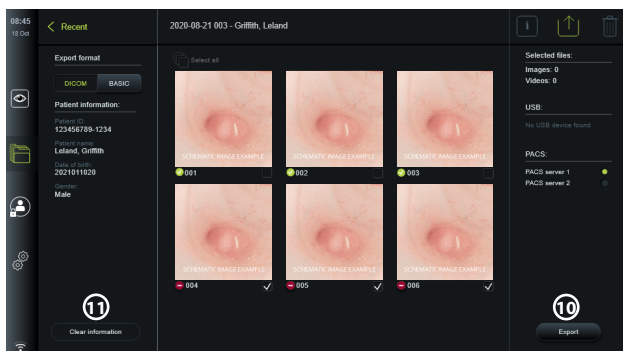 08:45
18 Oct
Recent
2020-08-21 003 - Griffith, Leland
i
Export format
DICOM BASIC
Patient information:
Patient ID:
123456789-1234
Patient name:
Leland, Griffith
Date of birth:
2021011020
Gender:
Male
11
Clear information
Select all
SCHEMATIC IMAGE EXAMPLE
SCHEMATIC IMAGE EXAMPLE
SCHEMATIC IMAGE EXAMPLE
001
002
003
SCHEMATIC IMAGE EXAMPLE
SCHEMATIC IMAGE EXAMPLE
SCHEMATIC IMAGE EXAMPLE
004
005
006
Selected files:
Images: 0
Videos: 0
USB:
No USB device found
PACS:
PACS server 1
PACS server 2
10
Export